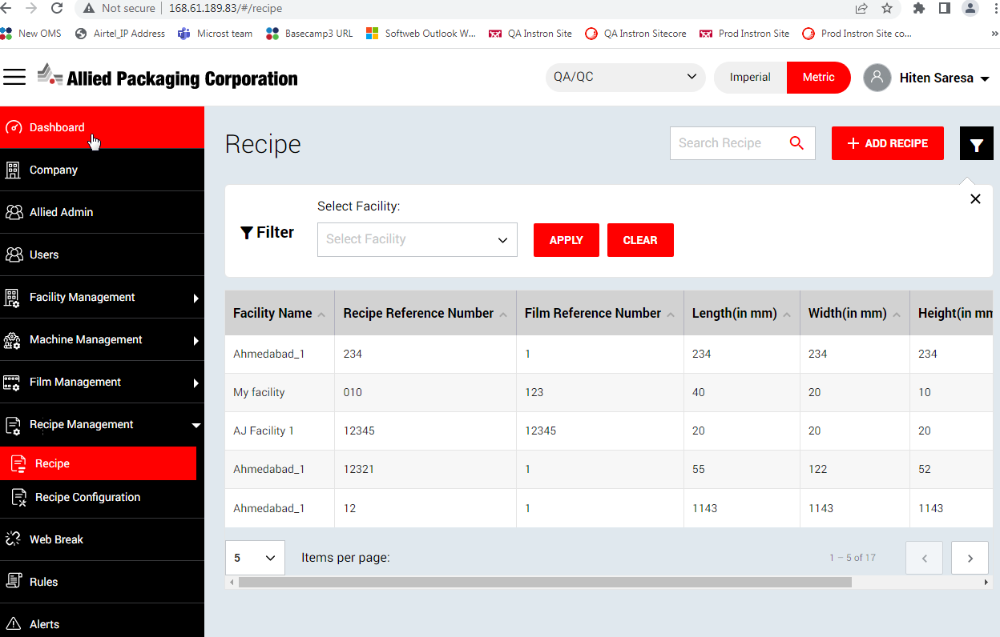 Not secure 168.61.189.83/#/recipe
New OMS Airtel_IP Address Microst team Basecamp3 URL Softweb Outlook W... QA Instron Site QA Instron Sitecore Prod Instron Site Prod Instron Site co... »
Allied Packaging Corporation QA/QC Imperial Metric Hiten Saresa
Dashboard
Company
Allied Admin
Users
Facility Management
Machine Management
Film Management
Recipe Management
Recipe
Recipe Configuration
Web Break
Rules
Alerts
Recipe Search Recipe + ADD RECIPE
Select Facility:
Filter Select Facility APPLY CLEAR
Facility Name Recipe Reference Number Film Reference Number Length(in mm) Width(in mm) Height(in mm
Ahmedabad_1 234 1 234 234 234
My facility 010 123 40 20 10
AJ Facility 1 12345 12345 20 20 20
Ahmedabad_1 12321 1 55 122 52
Ahmedabad_1 12 1 1143 1143 1143
5 Items per page: 1 – 5 of 17